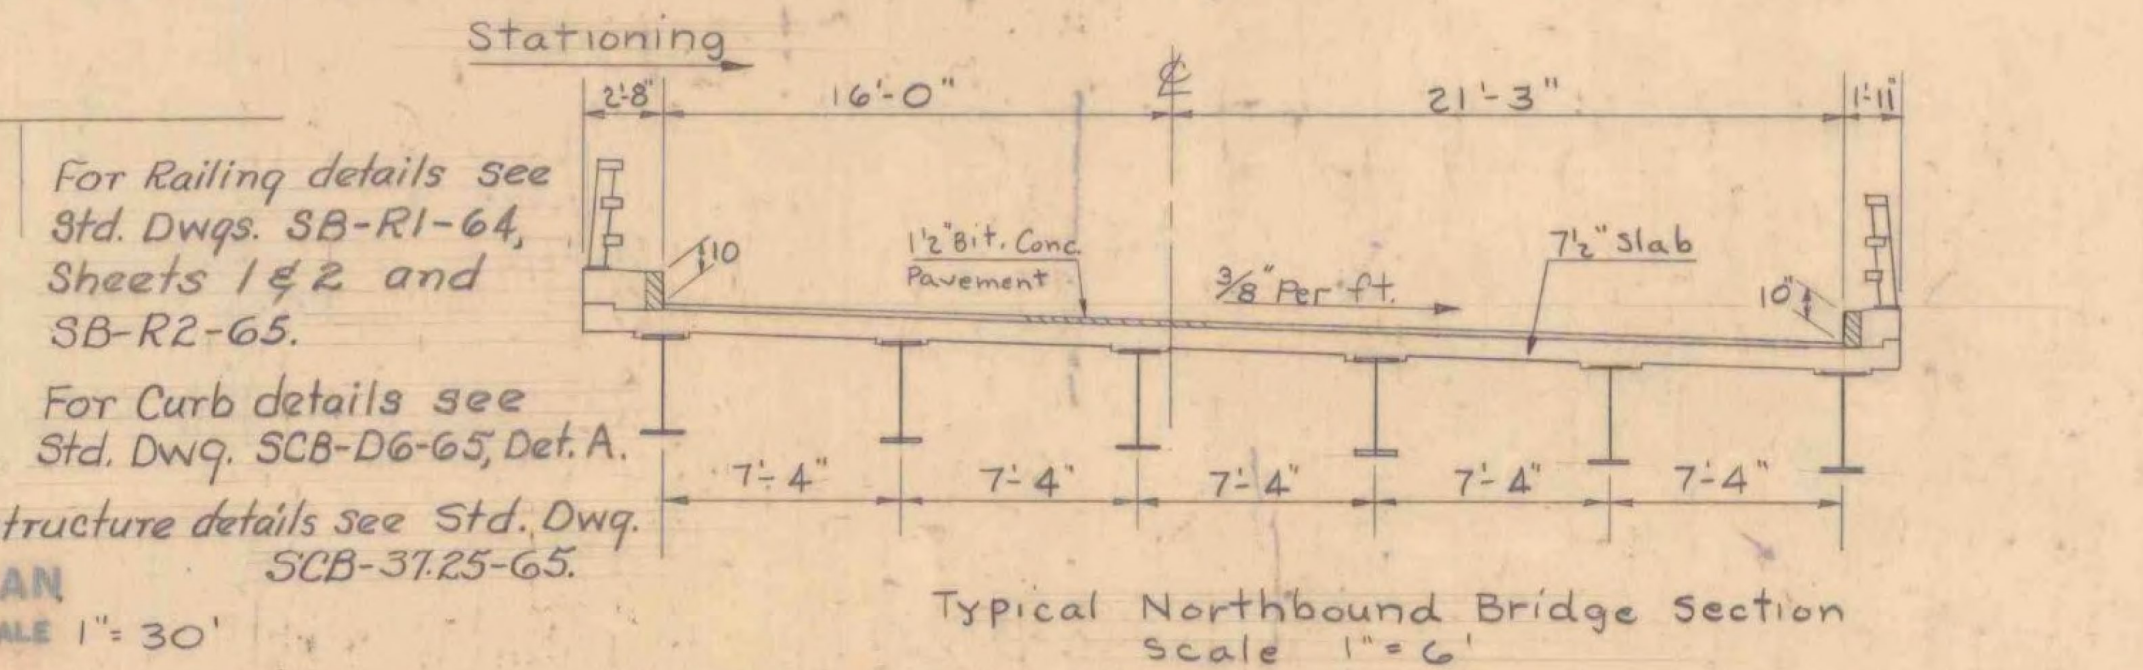 Stationing
2'-8"
16'-0"
℄
21'-3"
1'-11"
For Railing details see
Std. Dwgs. SB-R1-64,
Sheets 1 & 2 and
SB-R2-65.
10
1½" Bit. Conc.
Pavement
3/8" Per ft.
7½" Slab
10"
For Curb details see
Std. Dwg. SCB-D6-65, Det. A.
7'-4"
7'-4"
7'-4"
7'-4"
7'-4"
tructure details see Std. Dwg.
SCB-37.25-65.
AN
ALE 1" = 30'
Typical Northbound Bridge Section
Scale 1" = 6'